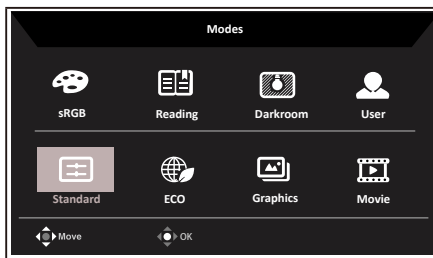 Modes
sRGB Reading Darkroom User
Standard ECO Graphics Movie
Move OK